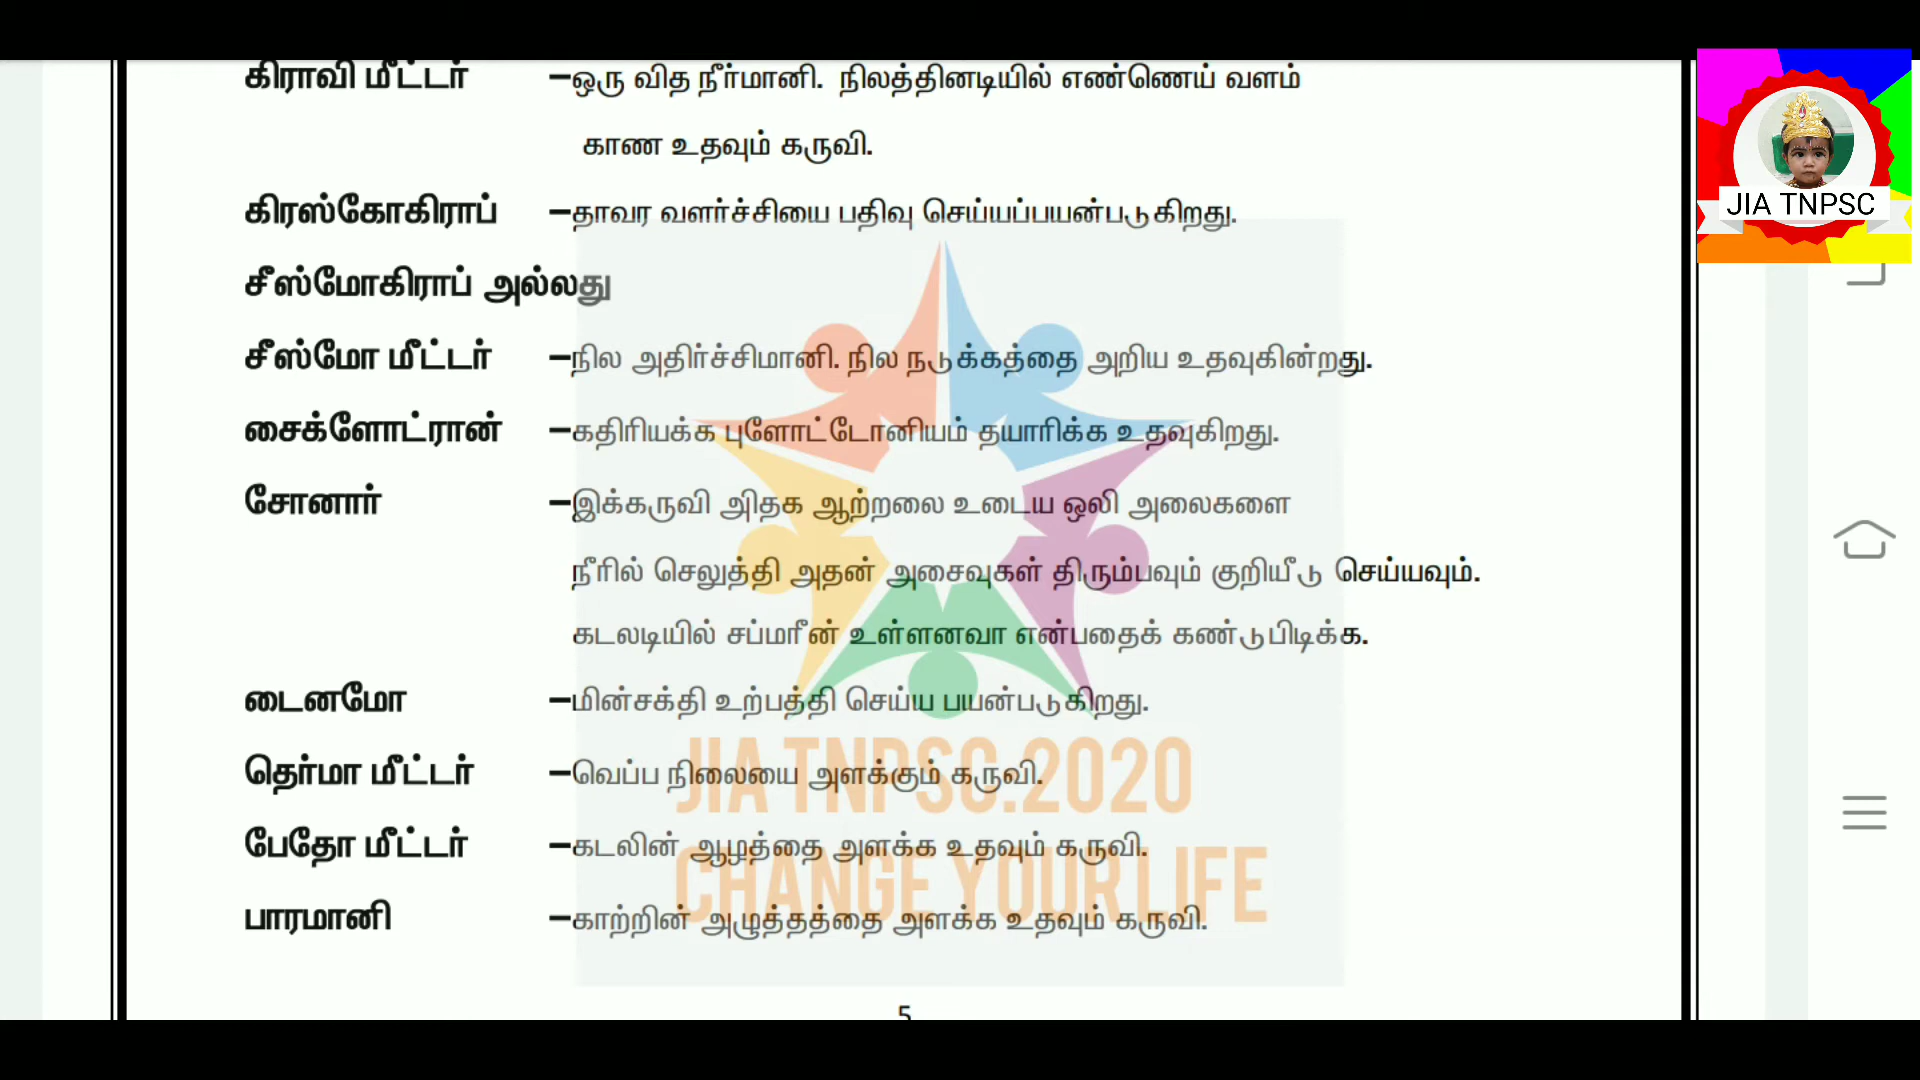 கிராவி மீட்டர் –ஒரு வித நீர்மானி. நிலத்தினடியில் எண்ணெய் வளம்
காண உதவும் கருவி.
கிரஸ்கோகிராப் –தாவர வளர்ச்சியை பதிவு செய்யப்பயன்படுகிறது.
சீஸ்மோகிராப் அல்லது
சீஸ்மோ மீட்டர் –நில அதிர்ச்சிமானி. நில நடுக்கத்தை அறிய உதவுகின்றது.
சைக்ளோட்ரான் –கதிரியக்க புளோட்டோனியம் தயாரிக்க உதவுகிறது.
சோனார் –இக்கருவி அிதக ஆற்றலை உடைய ஒலி அலைகளை
நீரில் செலுத்தி அதன் அசைவுகள் திரும்பவும் குறியீடு செய்யவும்.
கடலடியில் சப்மரீன் உள்ளனவா என்பதைக் கண்டுபிடிக்க.
டைனமோ –மின்சக்தி உற்பத்தி செய்ய பயன்படுகிறது.
தெர்மா மீட்டர் –வெப்ப நிலையை அளக்கும் கருவி.
பேதோ மீட்டர் –கடலின் ஆழத்தை அளக்க உதவும் கருவி.
பாரமானி –காற்றின் அழுத்தத்தை அளக்க உதவும் கருவி.
5
JIA TNPSC.2020
CHANGE YOUR LIFE
JIA TNPSC